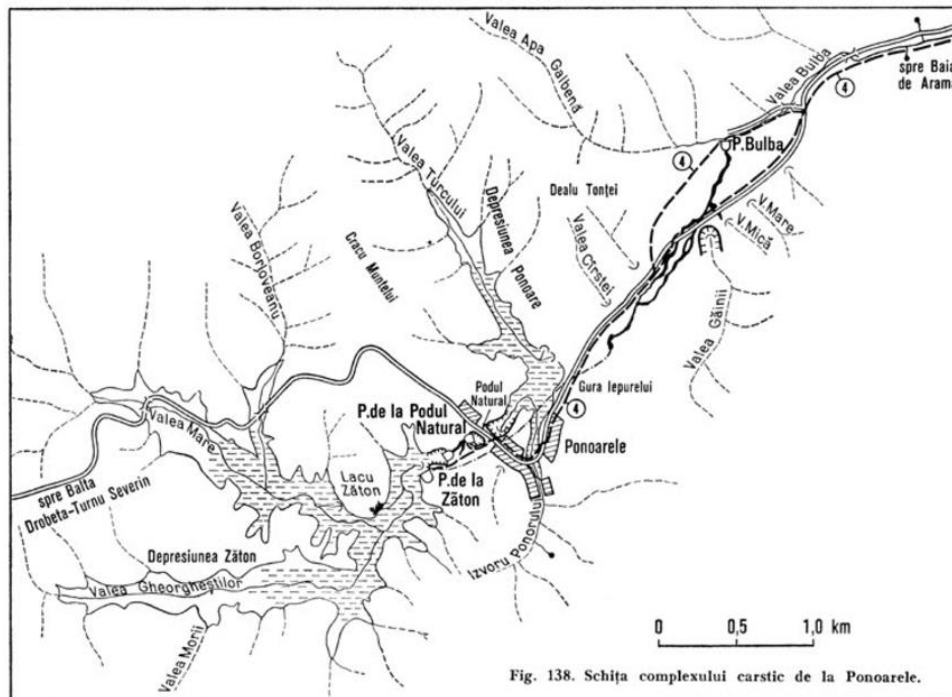 Valea Apa Galbenă
Valea Bulba
spre Baia
de Aramă
4
P.Bulba
4
Valea Turcului
Depresiunea Ponoare
Dealu Tonței
V.Mare
V.Mică
Valea Borloveanu
Cracu Muntelui
Valea Cîrstei
Valea Găinii
Podul
Natural
Gura Iepurelui
P.de la Podul
Natural
4
Ponoarele
Valea Mare
Lacu
Zăton
P.de la
Zăton
spre Balta
Drobeta-Turnu Severin
Izvoru Ponorului
Depresiunea Zăton
Valea Gheorgheștilor
Valea Morii
0 0,5 1,0 km
Fig. 138. Schița complexului carstic de la Ponoarele.